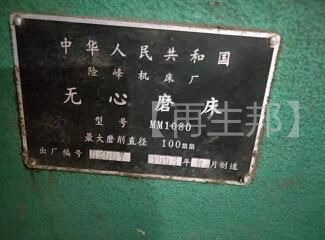 中华人民共和国
险峰机床厂
无心磨床
型号 MM1080
最大磨削直径 100mm
出厂编号 年 月制造
【再生邦】